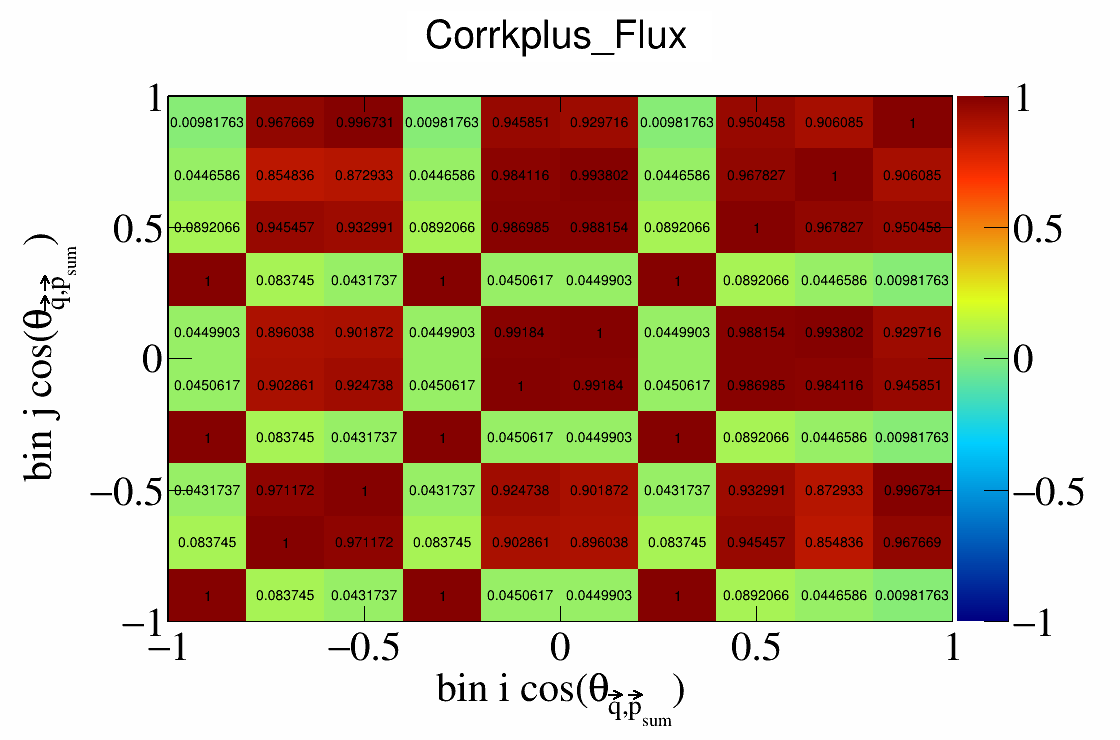 Corrkplus_Flux
1
0.00981763 0.967669 0.996731 0.00981763 0.945851 0.929716 0.00981763 0.950458 0.906085 1
1
0.0446586 0.854836 0.872933 0.0446586 0.984116 0.993802 0.0446586 0.967827 1 0.906085
0.5
0.0892066 0.945457 0.932991 0.0892066 0.986985 0.988154 0.0892066 1 0.967827 0.950458
0.5
1 0.083745 0.0431737 1 0.0450617 0.0449903 1 0.0892066 0.0446586 0.00981763
0.0449903 0.896038 0.901872 0.0449903 0.99184 1 0.0449903 0.988154 0.993802 0.929716
0
0
0.0450617 0.902861 0.924738 0.0450617 1 0.99184 0.0450617 0.986985 0.984116 0.945851
1 0.083745 0.0431737 1 0.0450617 0.0449903 1 0.0892066 0.0446586 0.00981763
−0.5
0.0431737 0.971172 1 0.0431737 0.924738 0.901872 0.0431737 0.932991 0.872933 0.996731
−0.5
0.083745 1 0.971172 0.083745 0.902861 0.896038 0.083745 0.945457 0.854836 0.967669
1 0.083745 0.0431737 1 0.0450617 0.0449903 1 0.0892066 0.0446586 0.00981763
−1
−1
−1 −0.5 0 0.5 1
bin i cos(θq,psum)
bin j cos(θq,psum)